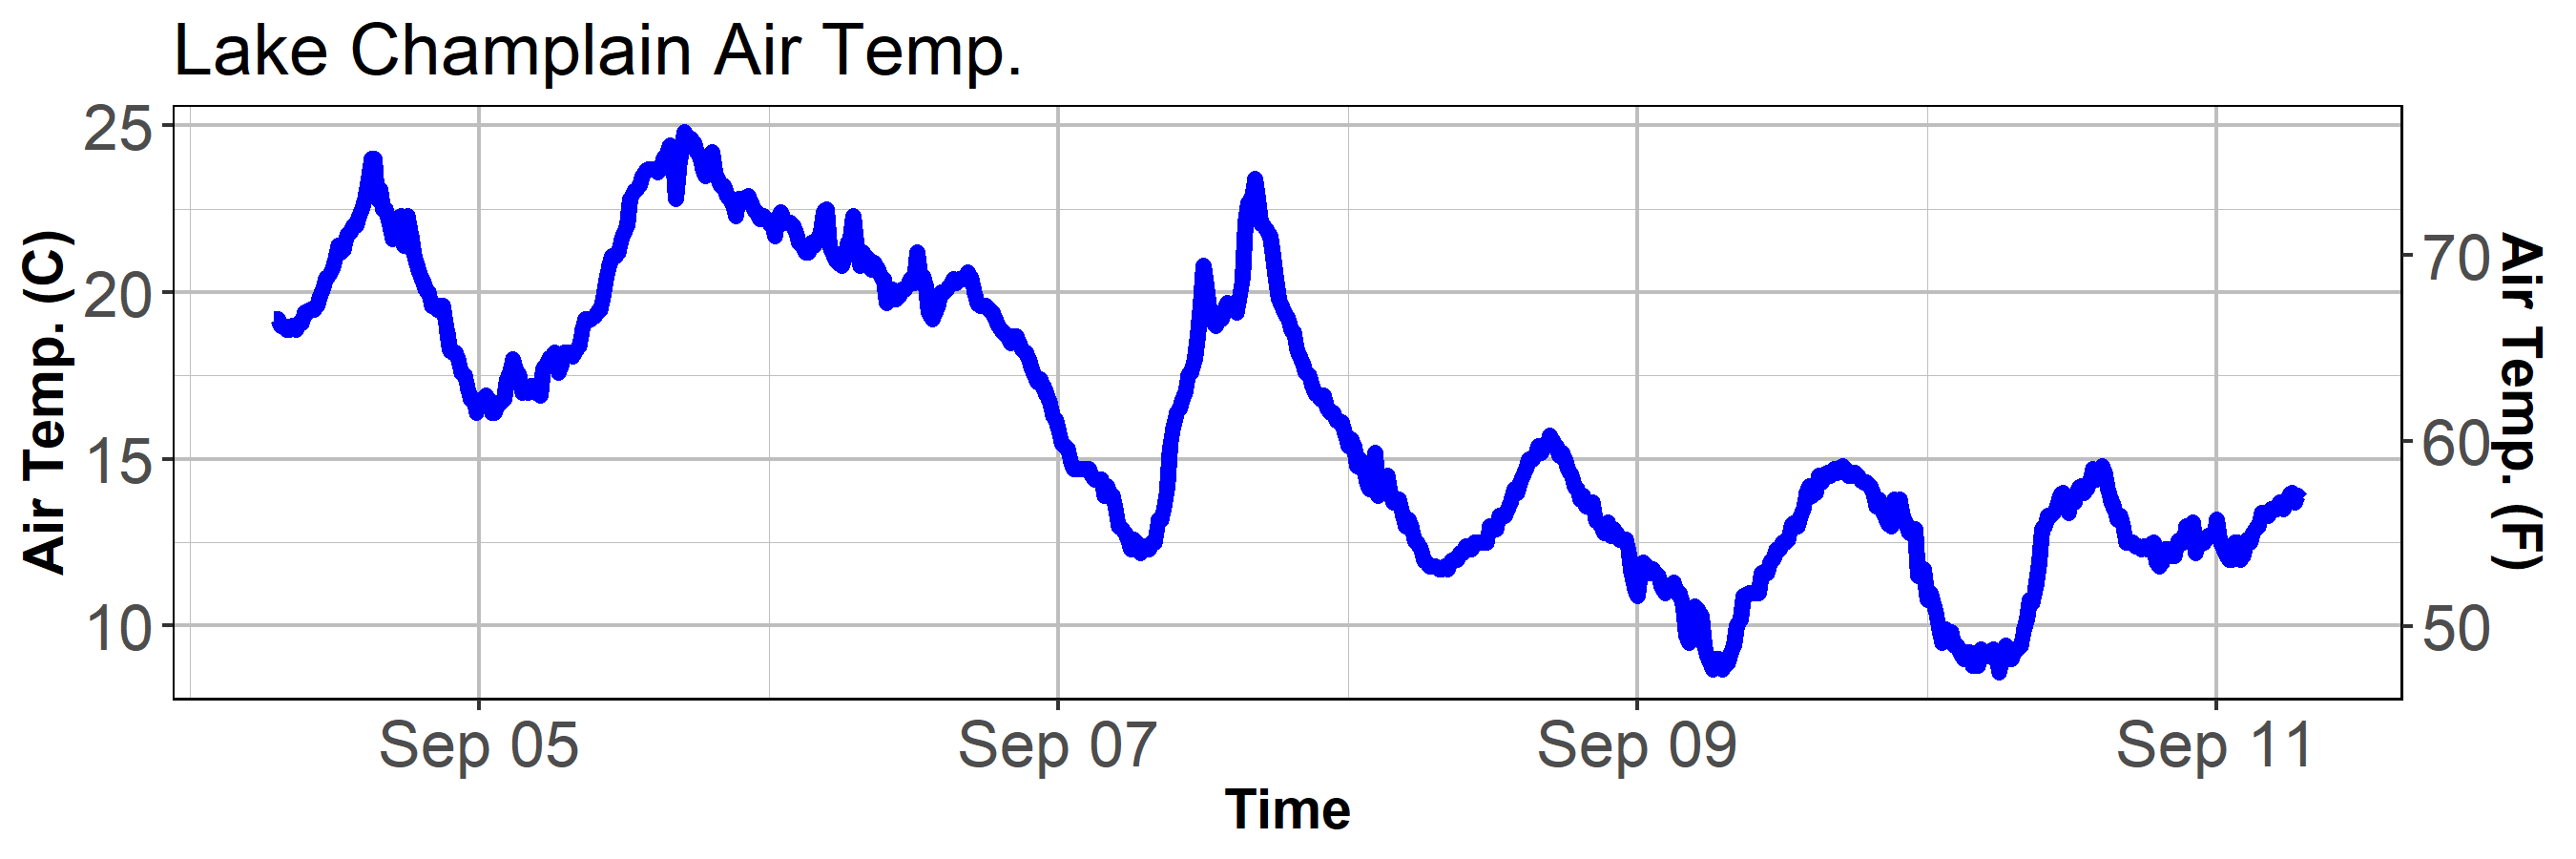 Lake Champlain Air Temp.
25
20
15
10
Air Temp. (C)
70
60
50
Air Temp. (F)
Sep 05 Sep 07 Sep 09 Sep 11
Time